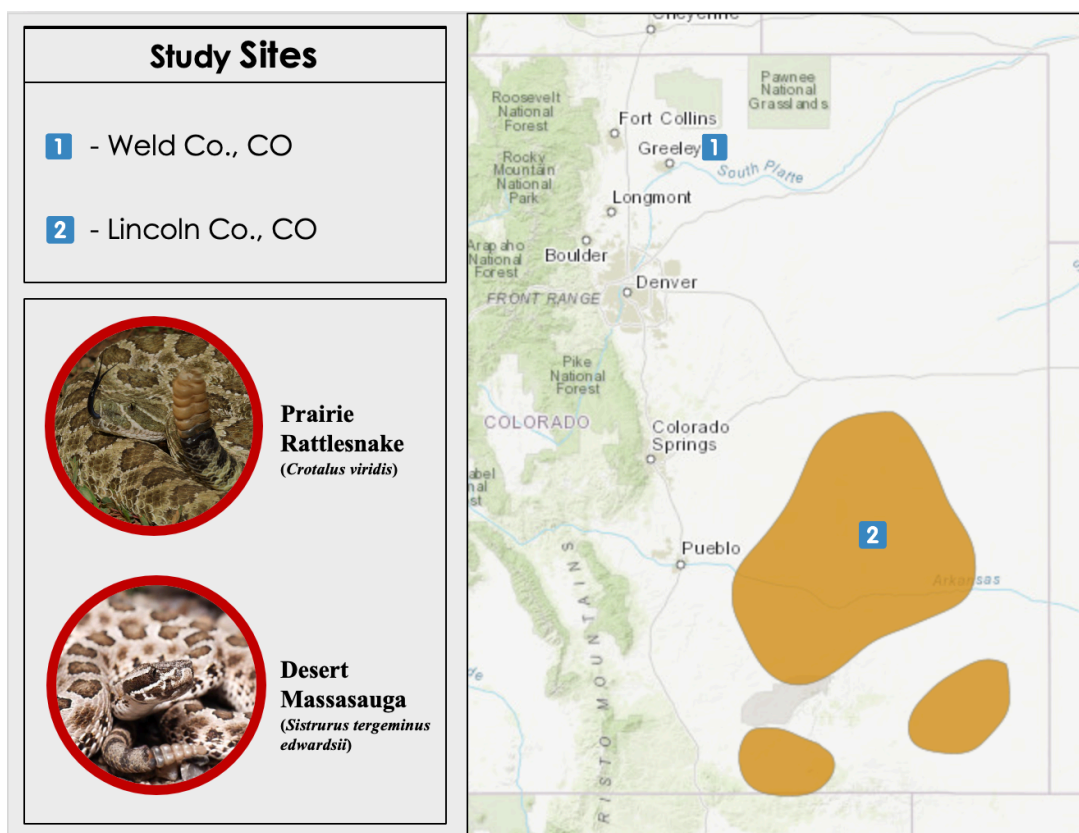 Study Sites
1 - Weld Co., CO
2 - Lincoln Co., CO
Prairie
Rattlesnake
(Crotalus viridis)
Desert
Massasauga
(Sistrurus tergeminus
edwardsii)
Cheyenne
Roosevelt
National
Forest
Pawnee
National
Grasslands
Fort Collins
Greeley
1
South Platte
Rocky
Mountain
National
Park
Longmont
Boulder
Arapaho
National
Forest
Denver
FRONT RANGE
Pike
National
Forest
COLORADO
Colorado
Springs
2
Pueblo
Arkansas
RISTO MOUNTAINS